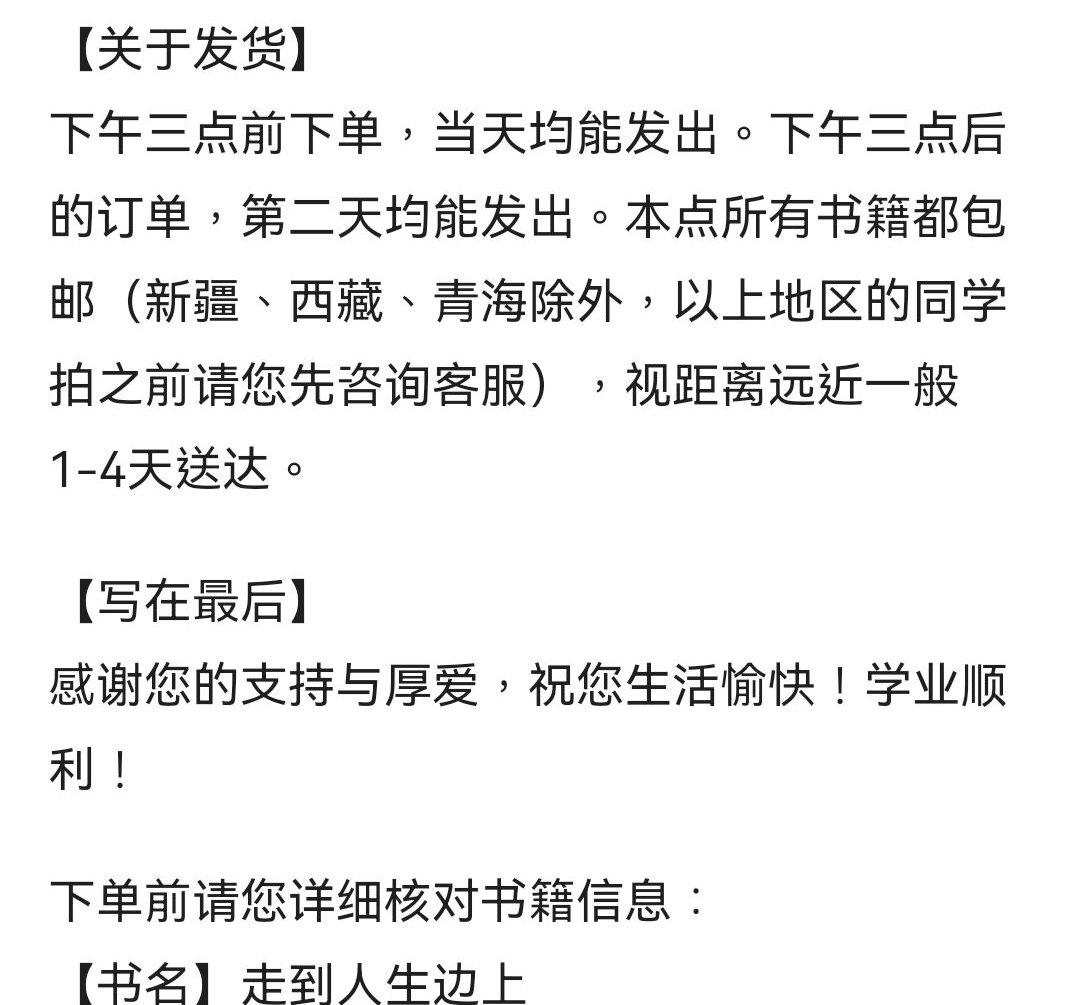 【关于发货】
下午三点前下单，当天均能发出。下午三点后
的订单，第二天均能发出。本点所有书籍都包
邮（新疆、西藏、青海除外，以上地区的同学
拍之前请您先咨询客服），视距离远近一般
1-4天送达。
【写在最后】
感谢您的支持与厚爱，祝您生活愉快！学业顺
利！
下单前请您详细核对书籍信息：
【书名】走到人生边上